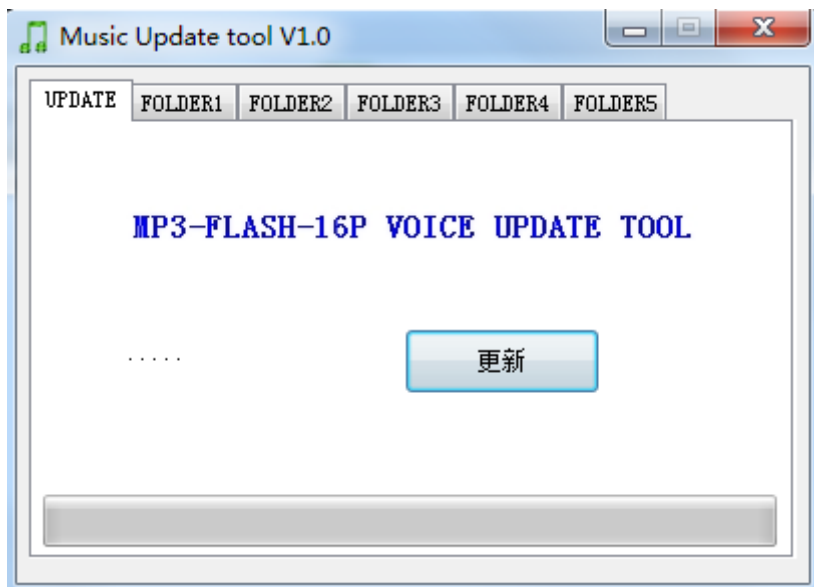 Music Update tool V1.0
UPDATE FOLDER1 FOLDER2 FOLDER3 FOLDER4 FOLDER5
MP3-FLASH-16P VOICE UPDATE TOOL
..... 更新